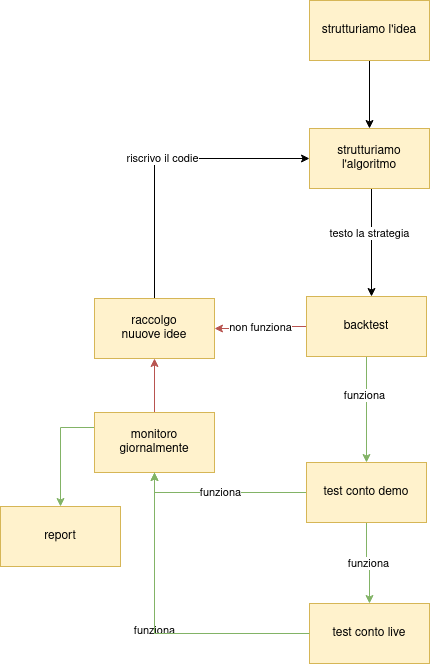 strutturiamo l'idea
strutturiamo
l'algoritmo
riscrivo il codie
testo la strategia
raccolgo
nuuove idee
non funziona
backtest
funziona
monitoro
giornalmente
funziona
test conto demo
report
funziona
funziona
test conto live